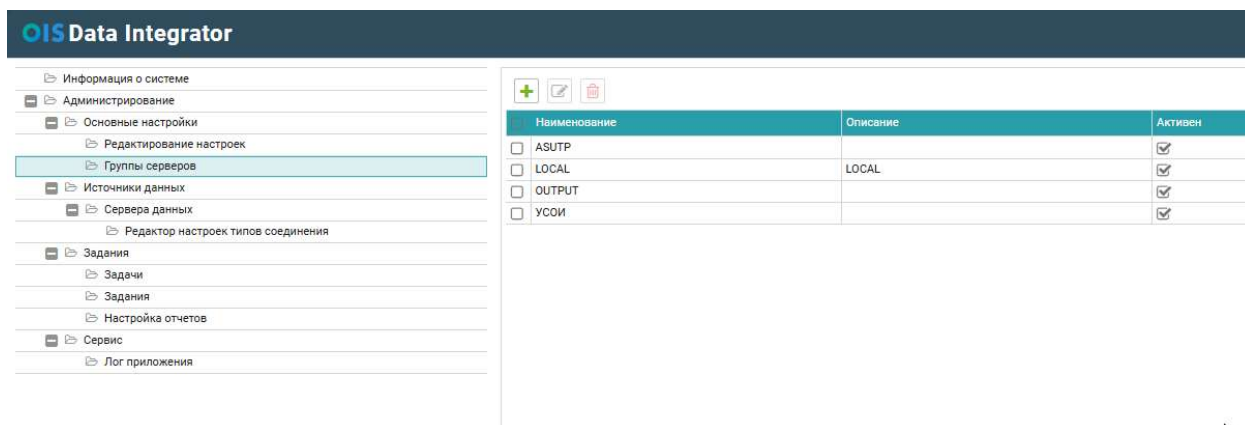 OIS Data Integrator
Информация о системе
Администрирование
Основные настройки
Редактирование настроек
Группы серверов
Источники данных
Сервера данных
Редактор настроек типов соединения
Задания
Задачи
Задания
Настройка отчетов
Сервис
Лог приложения
Наименование Описание Активен
ASUTP
LOCAL LOCAL
OUTPUT
УСОИ